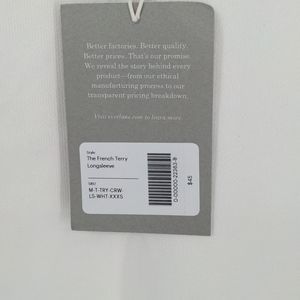 Better factories. Better quality.
Better prices. That's our promise.
We reveal the story behind every
product—from our ethical
manufacturing process to our
transparent pricing breakdown.
Visit everlane.com to learn more.
Style:
The French Terry
Longsleeve
SKU:
M-T-TRY-CRW-
LS-WHT-XXXS
$45